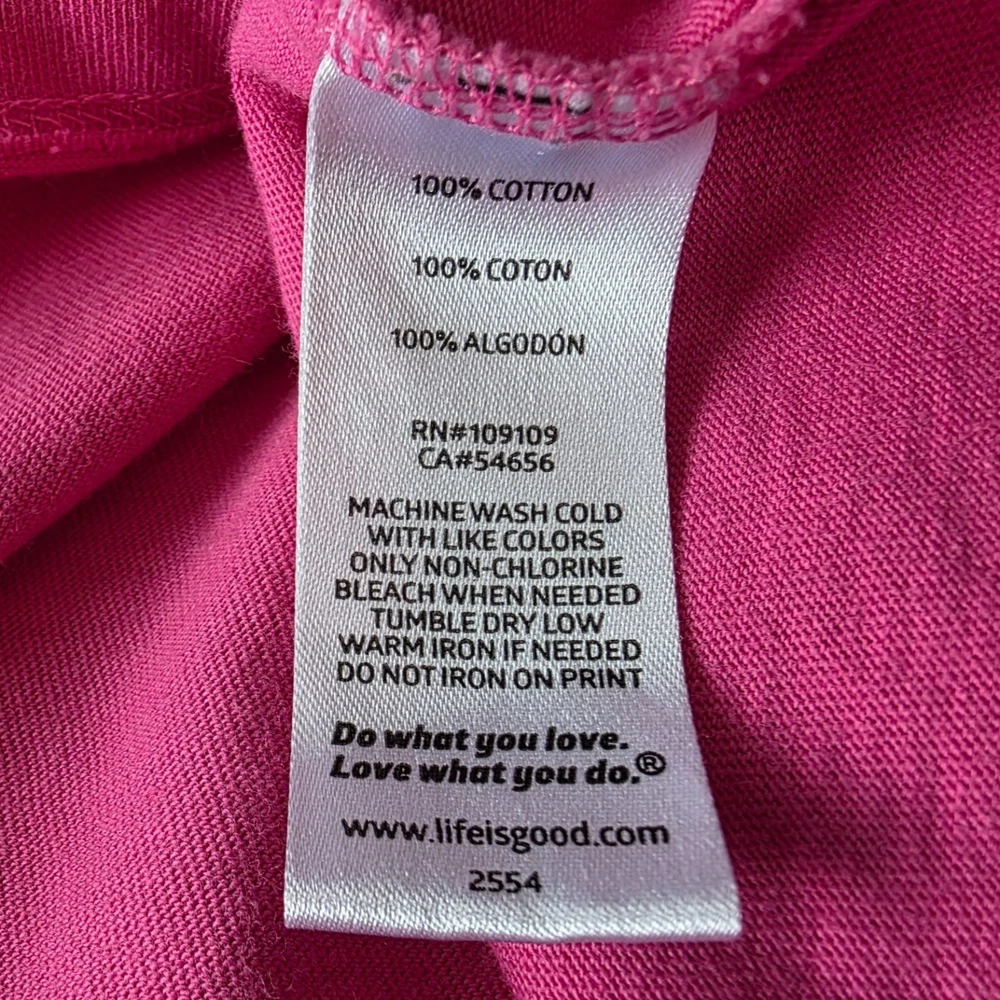 100% COTTON
100% COTON
100% ALGODÓN
RN#109109
CA#54656
MACHINE WASH COLD
WITH LIKE COLORS
ONLY NON-CHLORINE
BLEACH WHEN NEEDED
TUMBLE DRY LOW
WARM IRON IF NEEDED
DO NOT IRON ON PRINT
Do what you love.
Love what you do.®
www.lifeisgood.com
2554